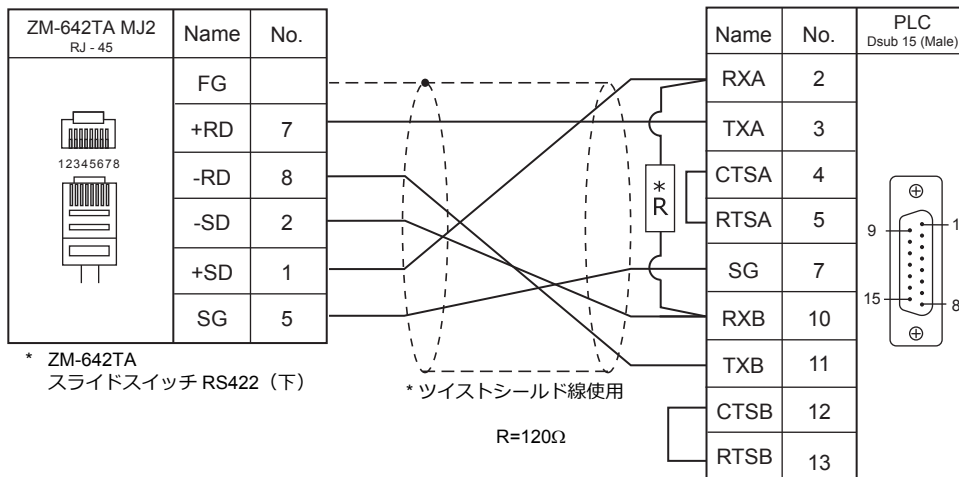 ZM-642TA MJ2
RJ - 45
Name No.
FG
+RD 7
-RD 8
-SD 2
+SD 1
SG 5
12345678
* ZM-642TA
スライドスイッチ RS422（下）
* ツイストシールド線使用
R=120Ω
*
R
Name No.
PLC
Dsub 15 (Male)
RXA 2
TXA 3
CTSA 4
RTSA 5
SG 7
RXB 10
TXB 11
CTSB 12
RTSB 13
9 1
15 8